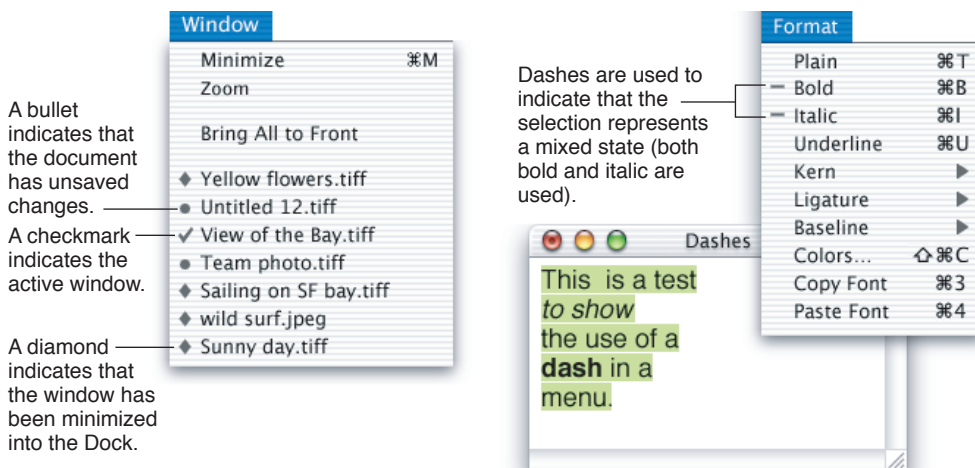 Window
Minimize ⌘M
Zoom
Bring All to Front
Yellow flowers.tiff
Untitled 12.tiff
View of the Bay.tiff
Team photo.tiff
Sailing on SF bay.tiff
wild surf.jpeg
Sunny day.tiff
A bullet
indicates that
the document
has unsaved
changes.
A checkmark
indicates the
active window.
A diamond
indicates that
the window has
been minimized
into the Dock.
Dashes are used to
indicate that the
selection represents
a mixed state (both
bold and italic are
used).
Format
Plain ⌘T
Bold ⌘B
Italic ⌘I
Underline ⌘U
Kern
Ligature
Baseline
Colors... ⇧⌘C
Copy Font ⌘3
Paste Font ⌘4
Dashes
This is a test
to show
the use of a
dash in a
menu.